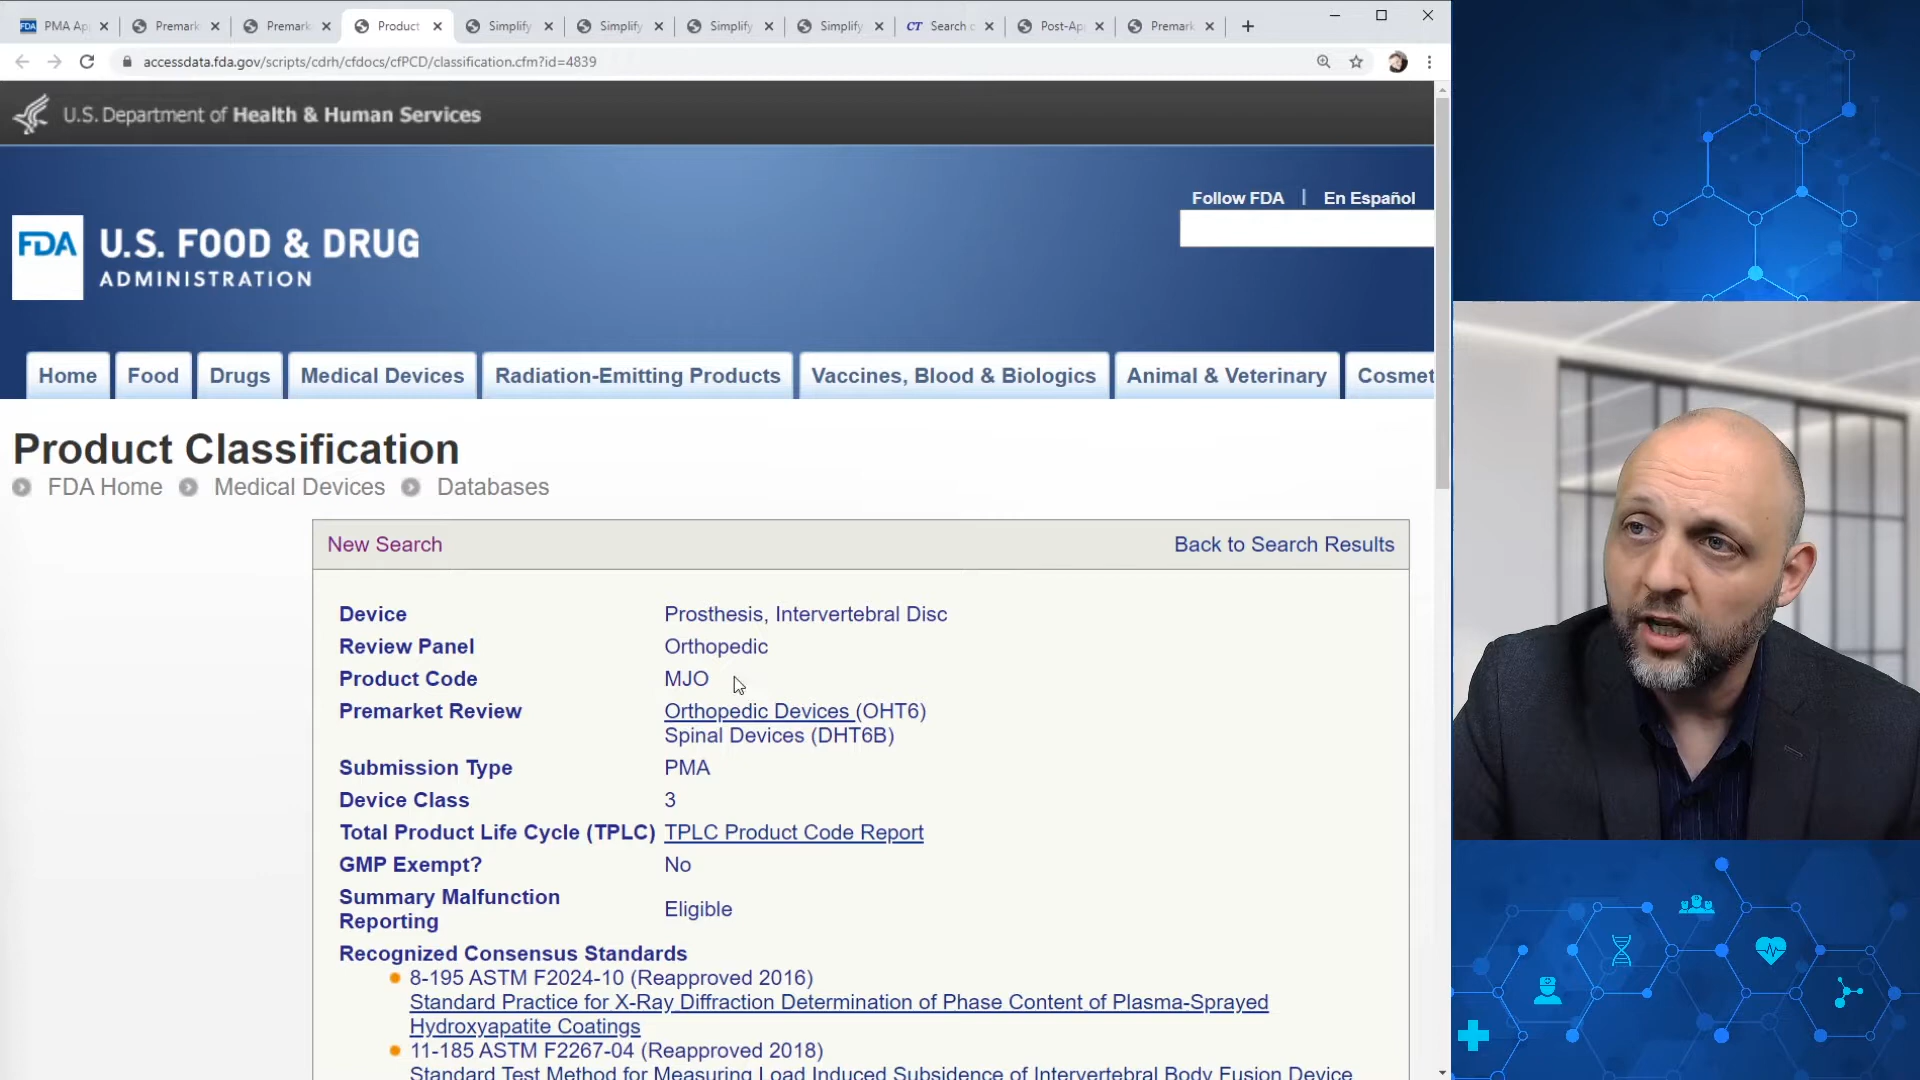 PMA Ap
Premark
Premark
Product
Simplify
Simplify
Simplify
Simplify
CT Search c
Post-Ap
Premark
accessdata.fda.gov/scripts/cdrh/cfdocs/cfPCD/classification.cfm?id=4839
U.S. Department of Health & Human Services
Follow FDA | En Español
FDA U.S. FOOD & DRUG
ADMINISTRATION
Home Food Drugs Medical Devices Radiation-Emitting Products Vaccines, Blood & Biologics Animal & Veterinary Cosmet
Product Classification
FDA Home Medical Devices Databases
New Search Back to Search Results
Device Prosthesis, Intervertebral Disc
Review Panel Orthopedic
Product Code MJO
Premarket Review Orthopedic Devices (OHT6)
Spinal Devices (DHT6B)
Submission Type PMA
Device Class 3
Total Product Life Cycle (TPLC) TPLC Product Code Report
GMP Exempt? No
Summary Malfunction
Reporting Eligible
Recognized Consensus Standards
8-195 ASTM F2024-10 (Reapproved 2016)
Standard Practice for X-Ray Diffraction Determination of Phase Content of Plasma-Sprayed
Hydroxyapatite Coatings
11-185 ASTM F2267-04 (Reapproved 2018)
Standard Test Method for Measuring Load Induced Subsidence of Intervertebral Body Fusion Device